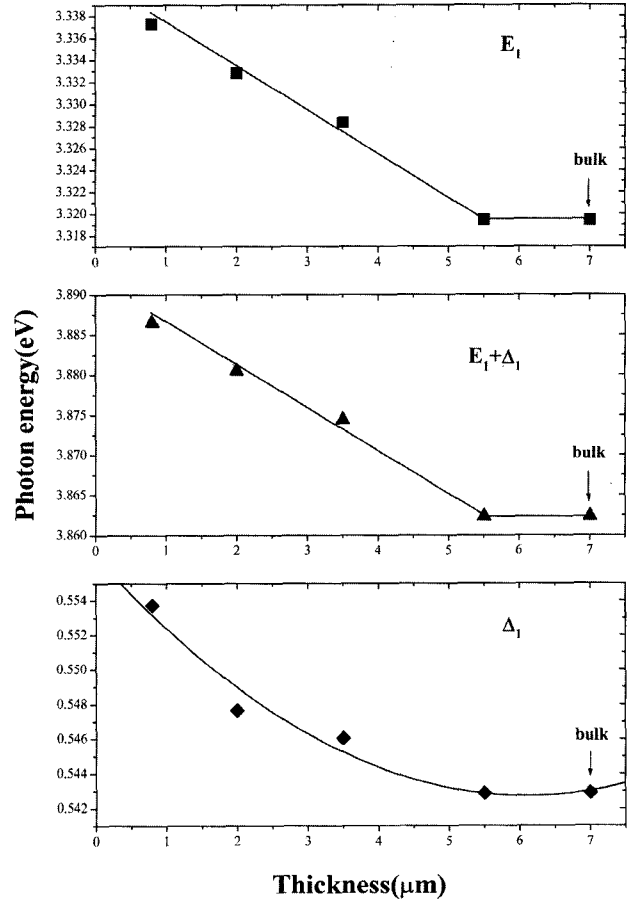 3.338
3.336
3.334
3.332
3.330
3.328
3.326
3.324
3.322
3.320
3.318
E₁
bulk
0 1 2 3 4 5 6 7
3.890
3.885
3.880
3.875
3.870
3.865
3.860
E₁+Δ₁
bulk
0 1 2 3 4 5 6 7
Photon energy(eV)
0.554
0.552
0.550
0.548
0.546
0.544
0.542
Δ₁
bulk
0 1 2 3 4 5 6 7
Thickness(μm)